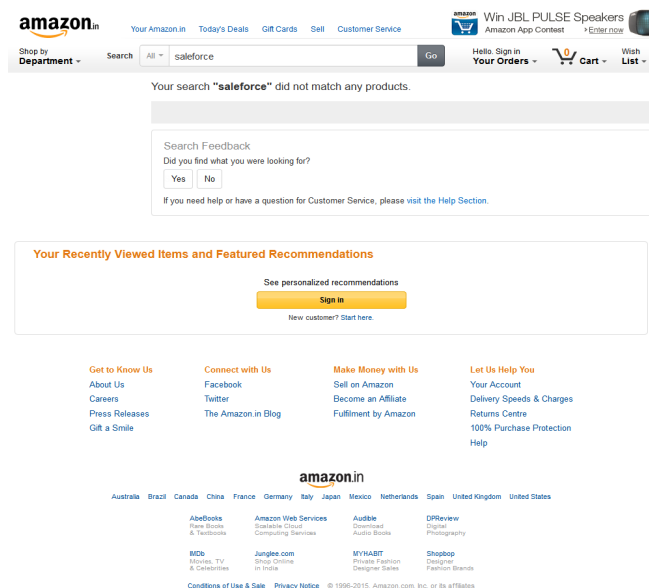 amazon.in
Your Amazon.in Today's Deals Gift Cards Sell Customer Service
amazon
Win JBL PULSE Speakers
Amazon App Contest >Enter now
Shop by
Department
Search All saleforce Go
Hello. Sign in
Your Orders
0
Cart
Wish
List
Your search "saleforce" did not match any products.
Search Feedback
Did you find what you were looking for?
Yes No
If you need help or have a question for Customer Service, please visit the Help Section.
Your Recently Viewed Items and Featured Recommendations
See personalized recommendations
Sign in
New customer? Start here.
Get to Know Us
About Us
Careers
Press Releases
Gift a Smile
Connect with Us
Facebook
Twitter
The Amazon.in Blog
Make Money with Us
Sell on Amazon
Become an Affiliate
Fulfilment by Amazon
Let Us Help You
Your Account
Delivery Speeds & Charges
Returns Centre
100% Purchase Protection
Help
amazon.in
Australia Brazil Canada China France Germany Italy Japan Mexico Netherlands Spain United Kingdom United States
AbeBooks
Rare Books
& Textbooks
Amazon Web Services
Scalable Cloud
Computing Services
Audible
Download
Audio Books
DPReview
Digital
Photography
IMDb
Movies, TV
& Celebrities
Junglee.com
Shop Online
in India
MYHABIT
Private Fashion
Designer Sales
Shopbop
Designer
Fashion Brands
Conditions of Use & Sale Privacy Notice © 1996-2015, Amazon.com, Inc. or its affiliates